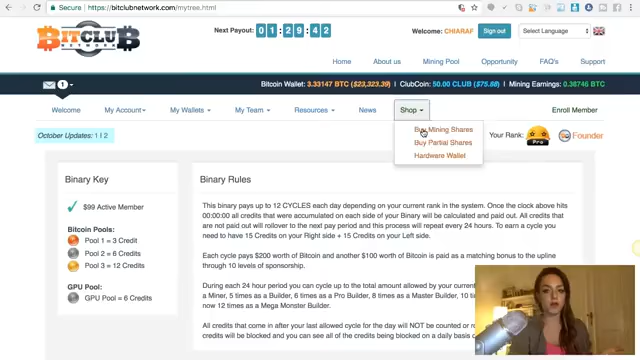 Secure
https://bitclubnetwork.com/mytree.html
BITCLUB
NETWORK
Next Payout :
01 : 29 : 42
Welcome: CHIARAF
Sign out
Select Language
Home
About us
Mining Pool
Opportunity
FAQ's
Support
1
Bitcoin Wallet: 3.33147 BTC ($23,323.39)
ClubCoin: 50.00 CLUB ($75.68)
Mining Earnings: 0.38745 BTC
Welcome
My Account
My Wallets
My Team
Resources
News
Shop
Enroll Member
Buy Mining Shares
Buy Partial Shares
Hardware Wallet
October Updates: 1 | 2
Your Rank:
Pro
Founder
Binary Key
$99 Active Member
Bitcoin Pools:
Pool 1 = 3 Credit
Pool 2 = 6 Credits
Pool 3 = 12 Credits
GPU Pool:
GPU Pool = 6 Credits
Binary Rules
This binary pays up to 12 CYCLES each day depending on your current rank in the system. Once the clock above hits
00:00:00 all credits that were accumulated on each side of your Binary will be calculated and paid out. All credits that
are not paid out will rollover to the next pay period and this process will repeat every 24 hours. To earn a cycle you
need to have 15 Credits on your Right side + 15 Credits on your Left side.
Each cycle pays $200 worth of Bitcoin and another $100 worth of Bitcoin is paid as a matching bonus to the upline
through 10 levels of sponsorship.
During each 24 hour period you can cycle up to the total amount allowed by your current
a Miner, 5 times as a Builder, 6 times as a Pro Builder, 8 times as a Master Builder, 10 ti
now 12 times as a Mega Monster Builder.
All credits that come in after your last allowed cycle for the day will NOT be counted or ro
credits will be blocked and you can see all of the credits being blocked on a daily basis o